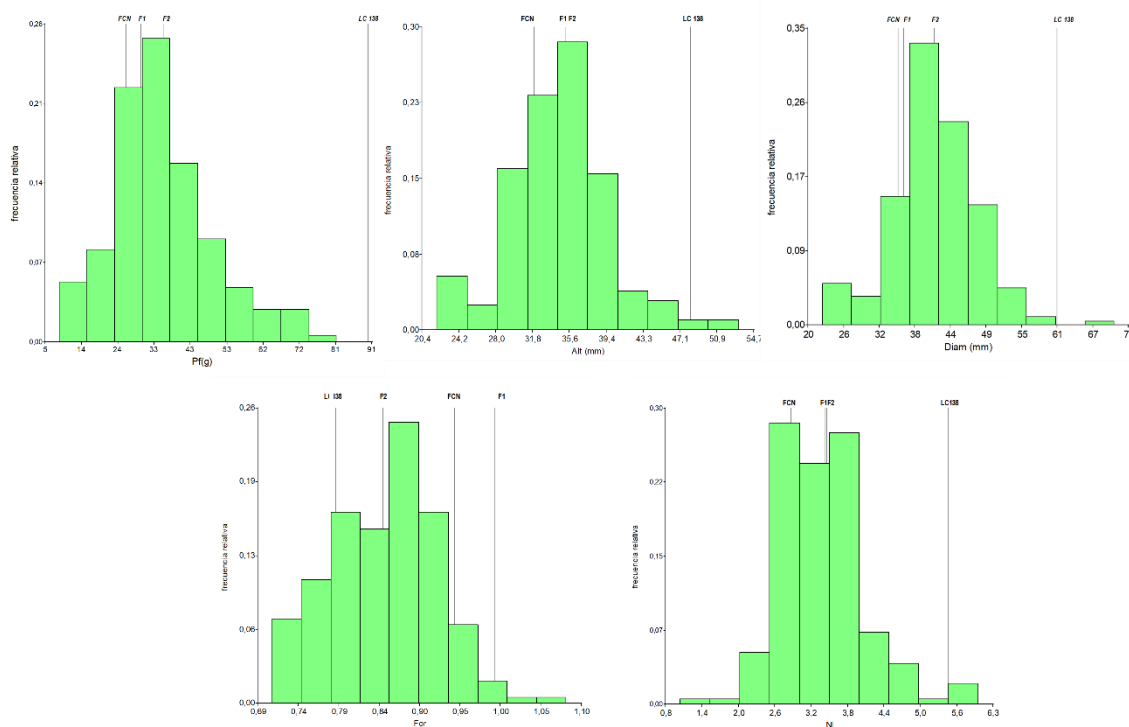 FCN F1 F2 LC 138
0,28
0,21
0,14
0,07
0,00
frecuencia relativa
5 14 24 33 43 53 62 72 81 91
Pf(g)
FCN F1 F2 LC 138
0,30
0,23
0,15
0,08
0,00
frecuencia relativa
20,4 24,2 28,0 31,8 35,6 39,4 43,3 47,1 50,9 54,7
Alt (mm)
FCN F1 F2 LC 138
0,35
0,26
0,17
0,09
0,00
frecuencia relativa
20 26 32 38 44 49 55 61 67
Diam (mm)
138 F2 FCN F1
0,26
0,19
0,13
0,06
0,00
frecuencia relativa
0,69 0,74 0,79 0,84 0,90 0,95 1,00 1,05 1,10
For
FCN F1F2 LC138
0,30
0,22
0,15
0,07
0,00
frecuencia relativa
0,8 1,4 2,0 2,6 3,2 3,8 4,4 5,0 5,6 6,3